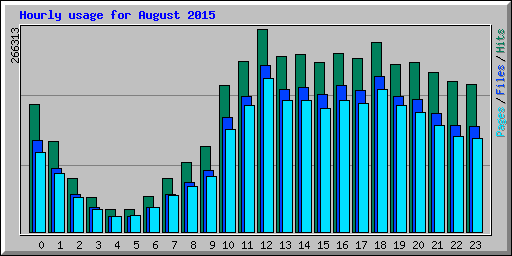 Hourly usage for August 2015
266313
Pages/Files/Hits
0 1 2 3 4 5 6 7 8 9 10 11 12 13 14 15 16 17 18 19 20 21 22 23